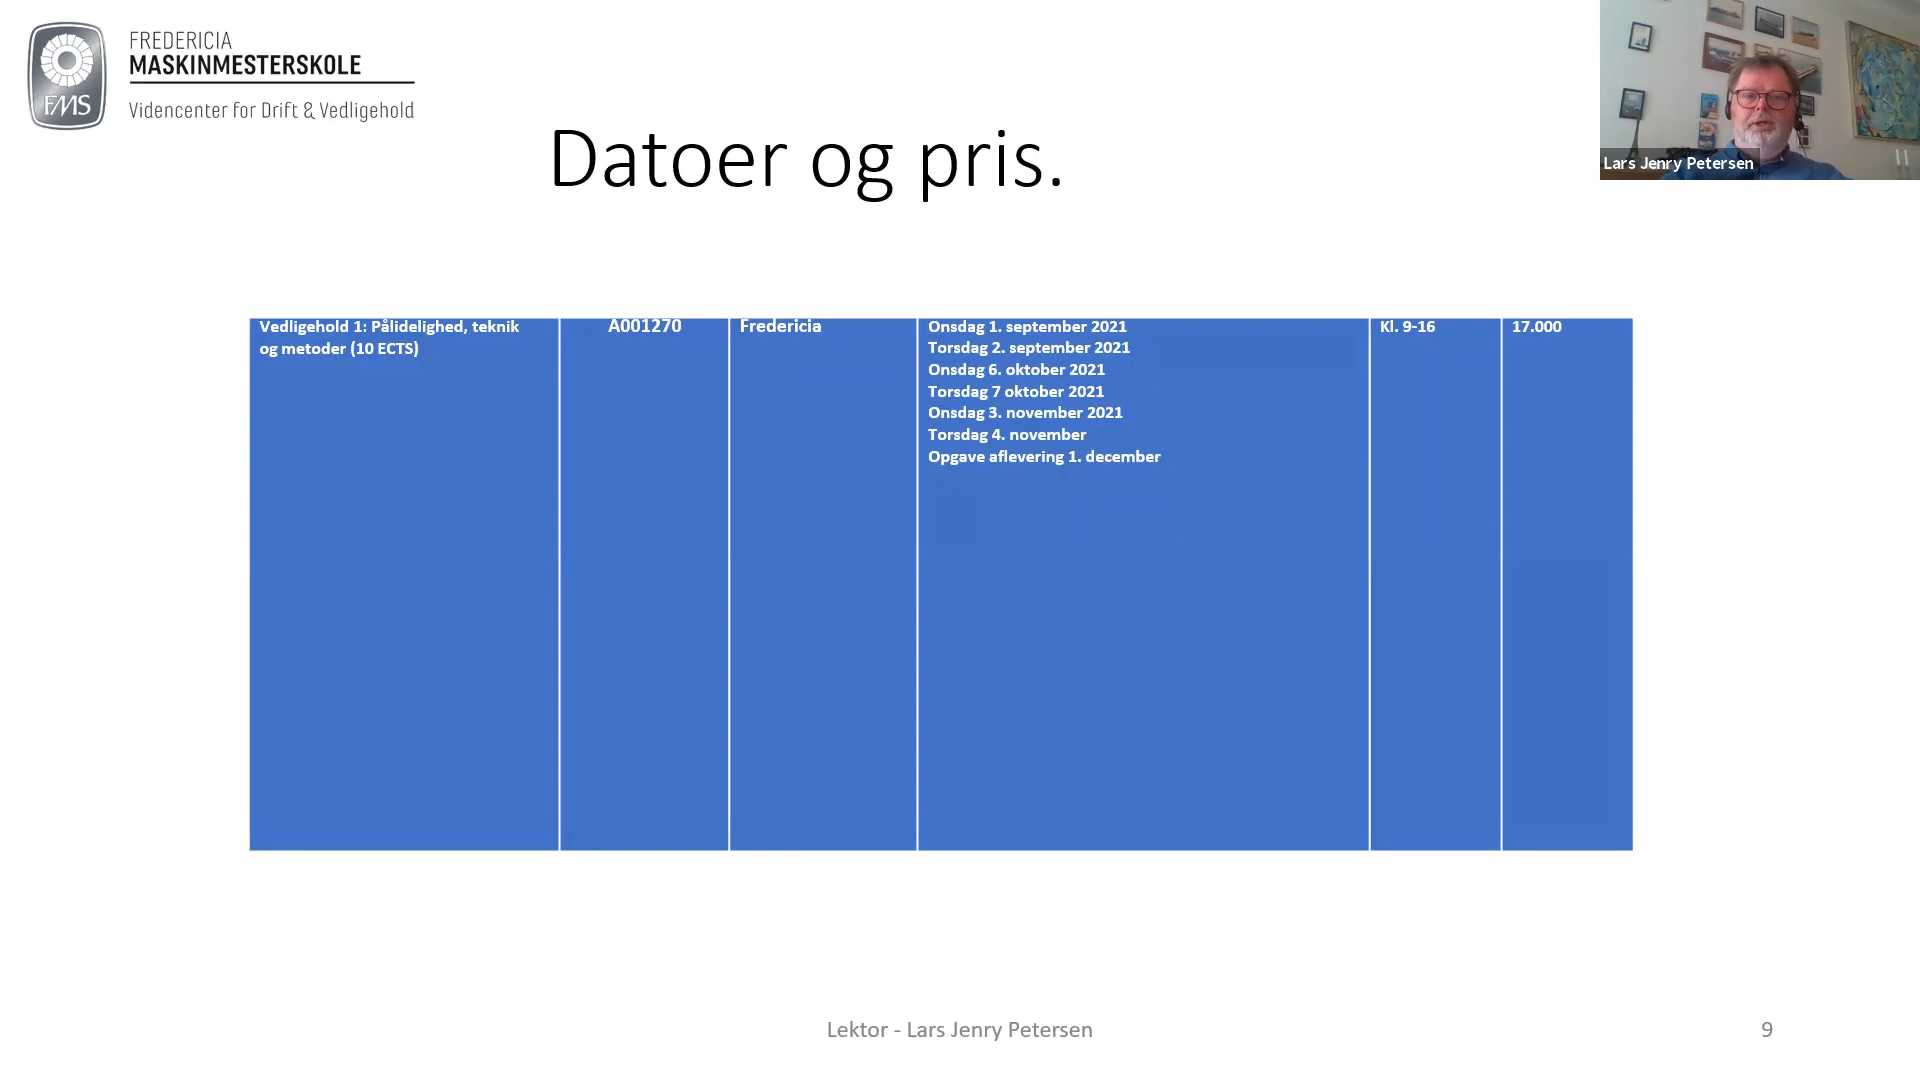 FREDERICIA
MASKINMESTERSKOLE
Videncenter for Drift & Vedligehold
FMS
Lars Jenry Petersen
Datoer og pris.
Vedligehold 1: Pålidelighed, teknik
og metoder (10 ECTS)
A001270
Fredericia
Onsdag 1. september 2021
Torsdag 2. september 2021
Onsdag 6. oktober 2021
Torsdag 7 oktober 2021
Onsdag 3. november 2021
Torsdag 4. november
Opgave aflevering 1. december
Kl. 9-16
17.000
Lektor - Lars Jenry Petersen
9